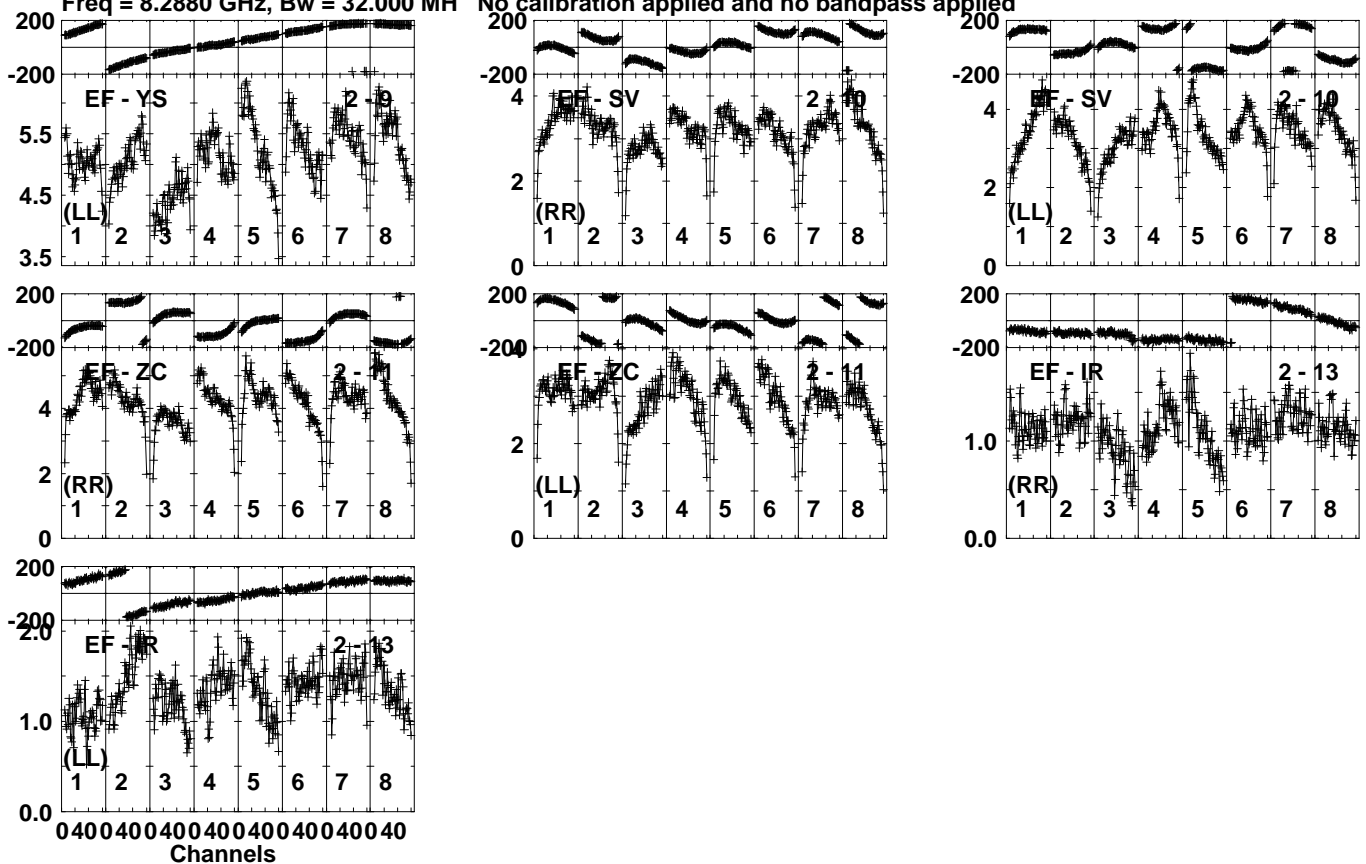 Freq = 8.2880 GHz, Bw = 32.000 MH No calibration applied and no bandpass applied
200
-200
EF - YS 2 - 9
5.5
4.5
3.5
(LL)
1 2 3 4 5 6 7 8
200
-200
4
EF - SV 2 - 10
2
(RR)
1 2 3 4 5 6 7 8
0
200
-200
EF - SV 2 - 10
4
2
(LL)
1 2 3 4 5 6 7 8
0
200
-200
EF - ZC 2 - 11
4
2
(RR)
1 2 3 4 5 6 7 8
0
200
-200
4
EF - ZC 2 - 11
2
(LL)
1 2 3 4 5 6 7 8
0
200
-200
EF - IR 2 - 13
1.0
(RR)
1 2 3 4 5 6 7 8
0.0
200
-200
2.0
EF - IR 2 - 13
1.0
(LL)
1 2 3 4 5 6 7 8
0.0
0 40 0 40 0 40 0 40 0 40 0 40 0 40 0 40
Channels